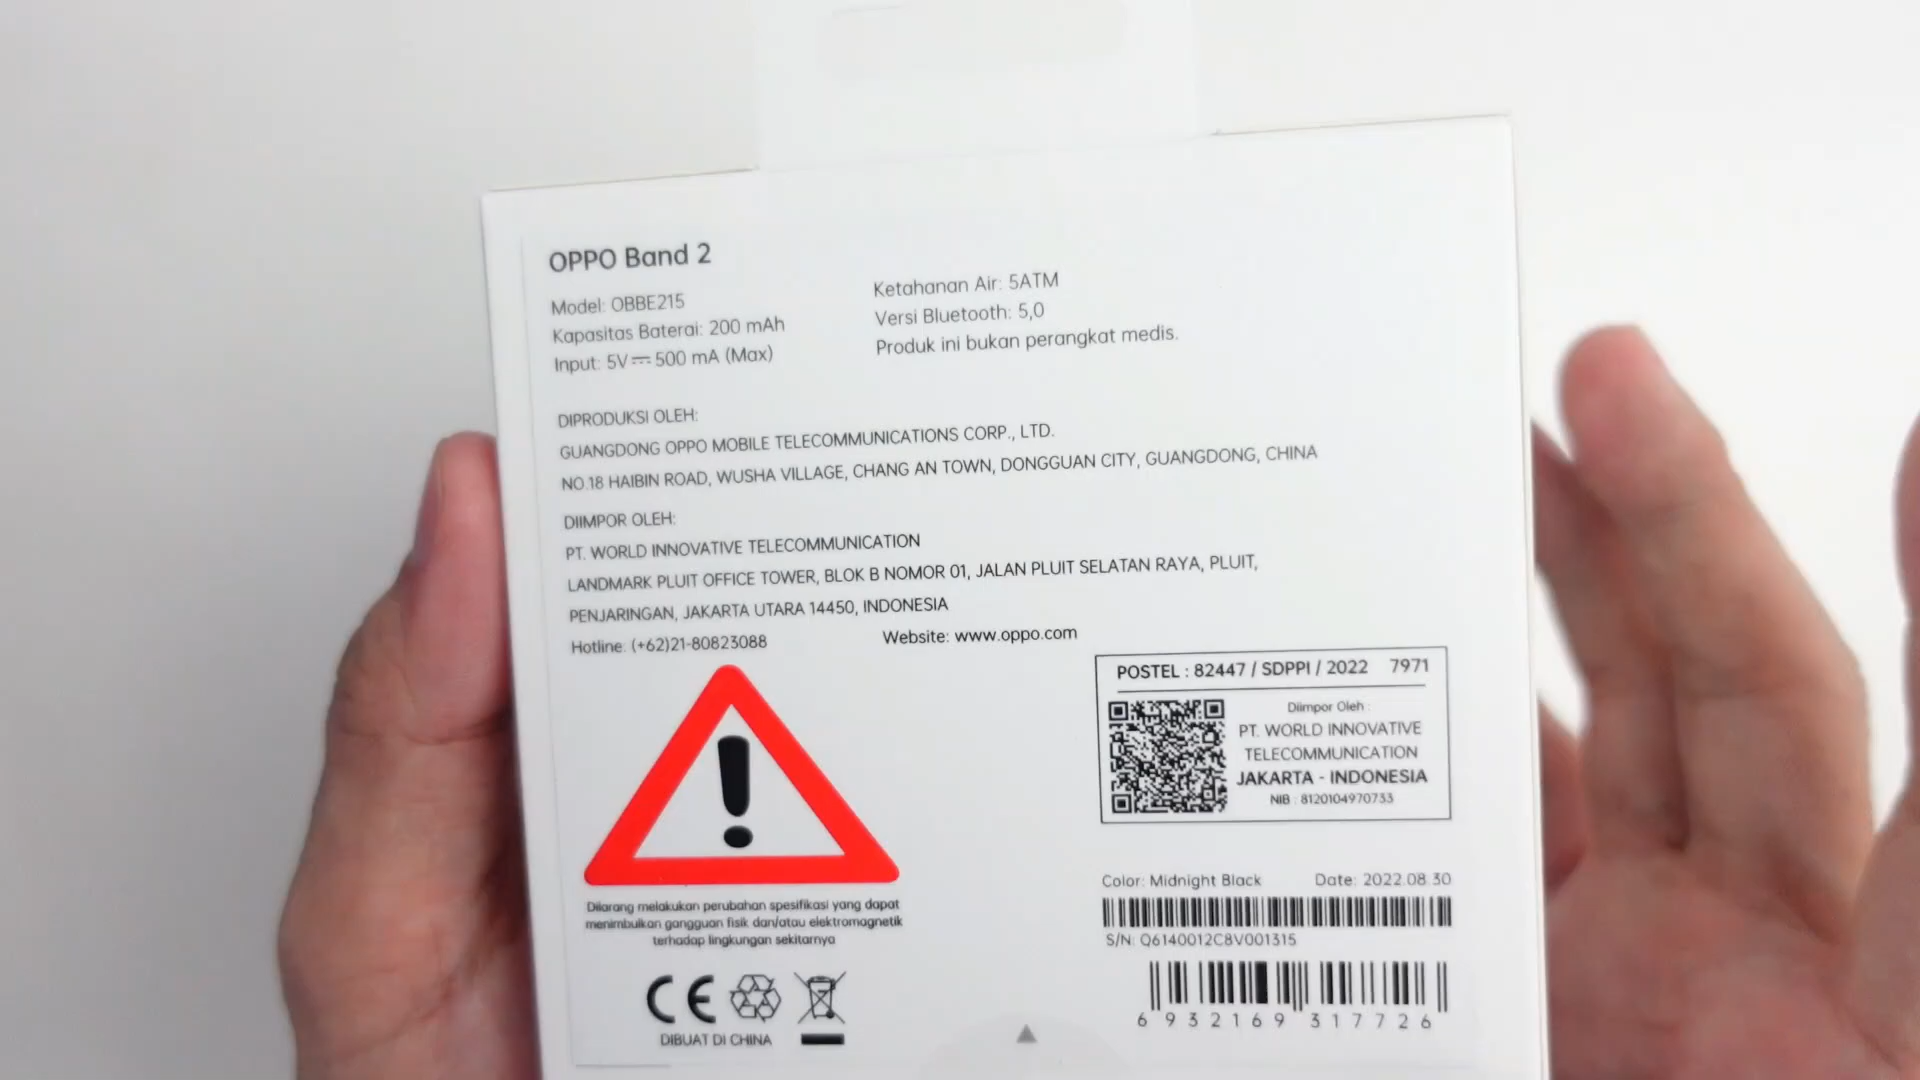 OPPO Band 2
Model: OBBE215
Kapasitas Baterai: 200 mAh
Input: 5V⎓500 mA (Max)
Ketahanan Air: 5ATM
Versi Bluetooth: 5,0
Produk ini bukan perangkat medis.
DIPRODUKSI OLEH:
GUANGDONG OPPO MOBILE TELECOMMUNICATIONS CORP., LTD.
NO.18 HAIBIN ROAD, WUSHA VILLAGE, CHANG AN TOWN, DONGGUAN CITY, GUANGDONG, CHINA
DIIMPOR OLEH:
PT. WORLD INNOVATIVE TELECOMMUNICATION
LANDMARK PLUIT OFFICE TOWER, BLOK B NOMOR 01, JALAN PLUIT SELATAN RAYA, PLUIT,
PENJARINGAN, JAKARTA UTARA 14450, INDONESIA
Hotline: (+62)21-80823088 Website: www.oppo.com
POSTEL : 82447 / SDPPI / 2022 7971
Diimpor Oleh :
PT. WORLD INNOVATIVE
TELECOMMUNICATION
JAKARTA - INDONESIA
NIB : 8120104970733
Dilarang melakukan perubahan spesifikasi yang dapat
menimbulkan gangguan fisik dan/atau elektromagnetik
terhadap lingkungan sekitarnya
CE
DIBUAT DI CHINA
Color: Midnight Black Date: 2022.08.30
S/N: Q6140012C8V001315
6 932169 317726